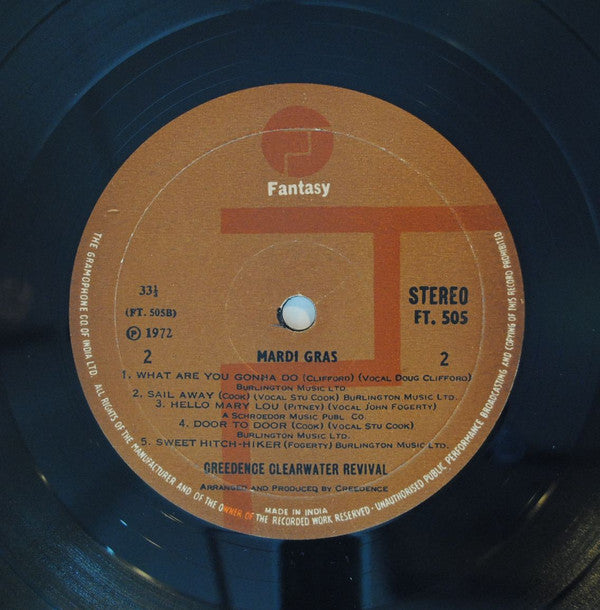 Fantasy
33⅓
(FT. 505B)
Ⓟ 1972
STEREO
FT. 505
2
MARDI GRAS
2
1. WHAT ARE YOU GONNA DO (CLIFFORD) (VOCAL DOUG CLIFFORD)
BURLINGTON MUSIC LTD.
2. SAIL AWAY (COOK) (VOCAL STU COOK) BURLINGTON MUSIC LTD.
3. HELLO MARY LOU (PITNEY) (VOCAL JOHN FOGERTY)
A SCHROEDOR MUSIC PUBL CO.
4. DOOR TO DOOR (COOK) (VOCAL STU COOK)
BURLINGTON MUSIC LTD.
5. SWEET HITCH-HIKER (FOGERTY) BURLINGTON MUSIC LTD.
CREEDENCE CLEARWATER REVIVAL
ARRANGED AND PRODUCED BY CREEDENCE
MADE IN INDIA
THE GRAMOPHONE CO. OF INDIA LTD. ALL RIGHTS OF THE MANUFACTURER AND OF THE OWNER OF THE RECORDED WORK RESERVED - UNAUTHORISED PUBLIC PERFORMANCE BROADCASTING AND COPYING OF THIS RECORD PROHIBITED